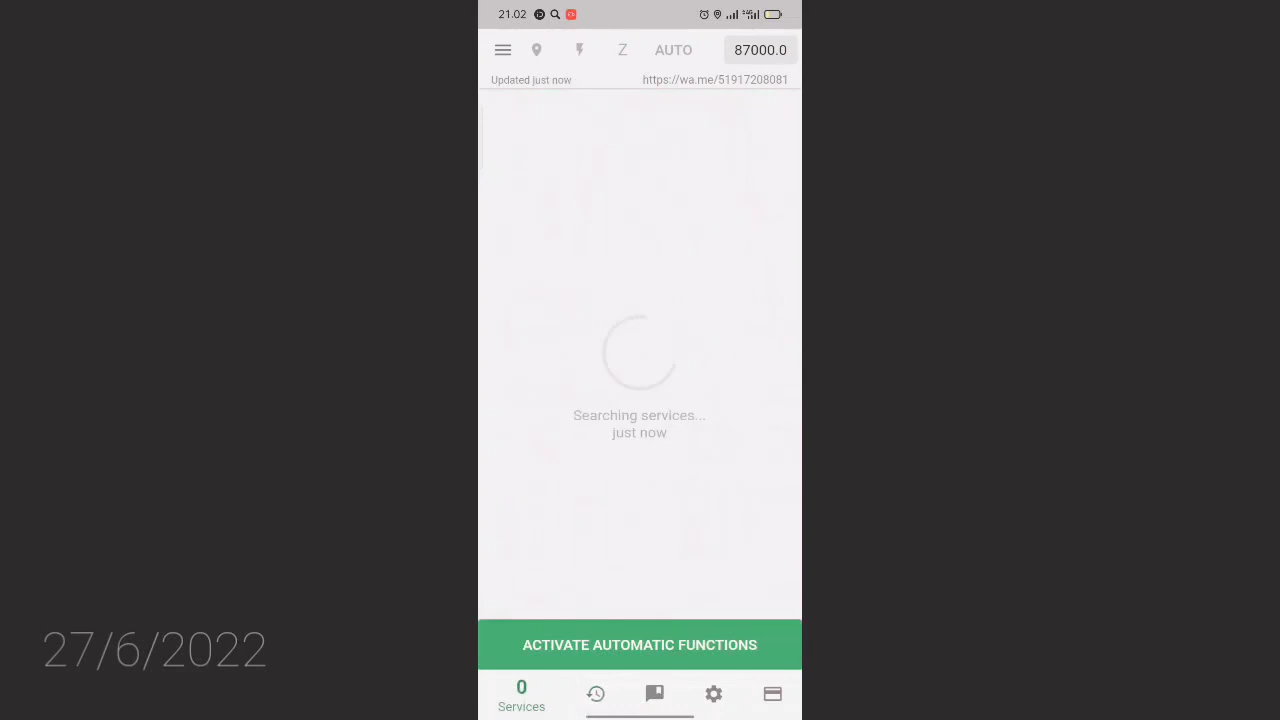 21.02
Z AUTO 87000.0
Updated just now https://wa.me/51917208081
Searching services...
just now
ACTIVATE AUTOMATIC FUNCTIONS
0
Services
27/6/2022